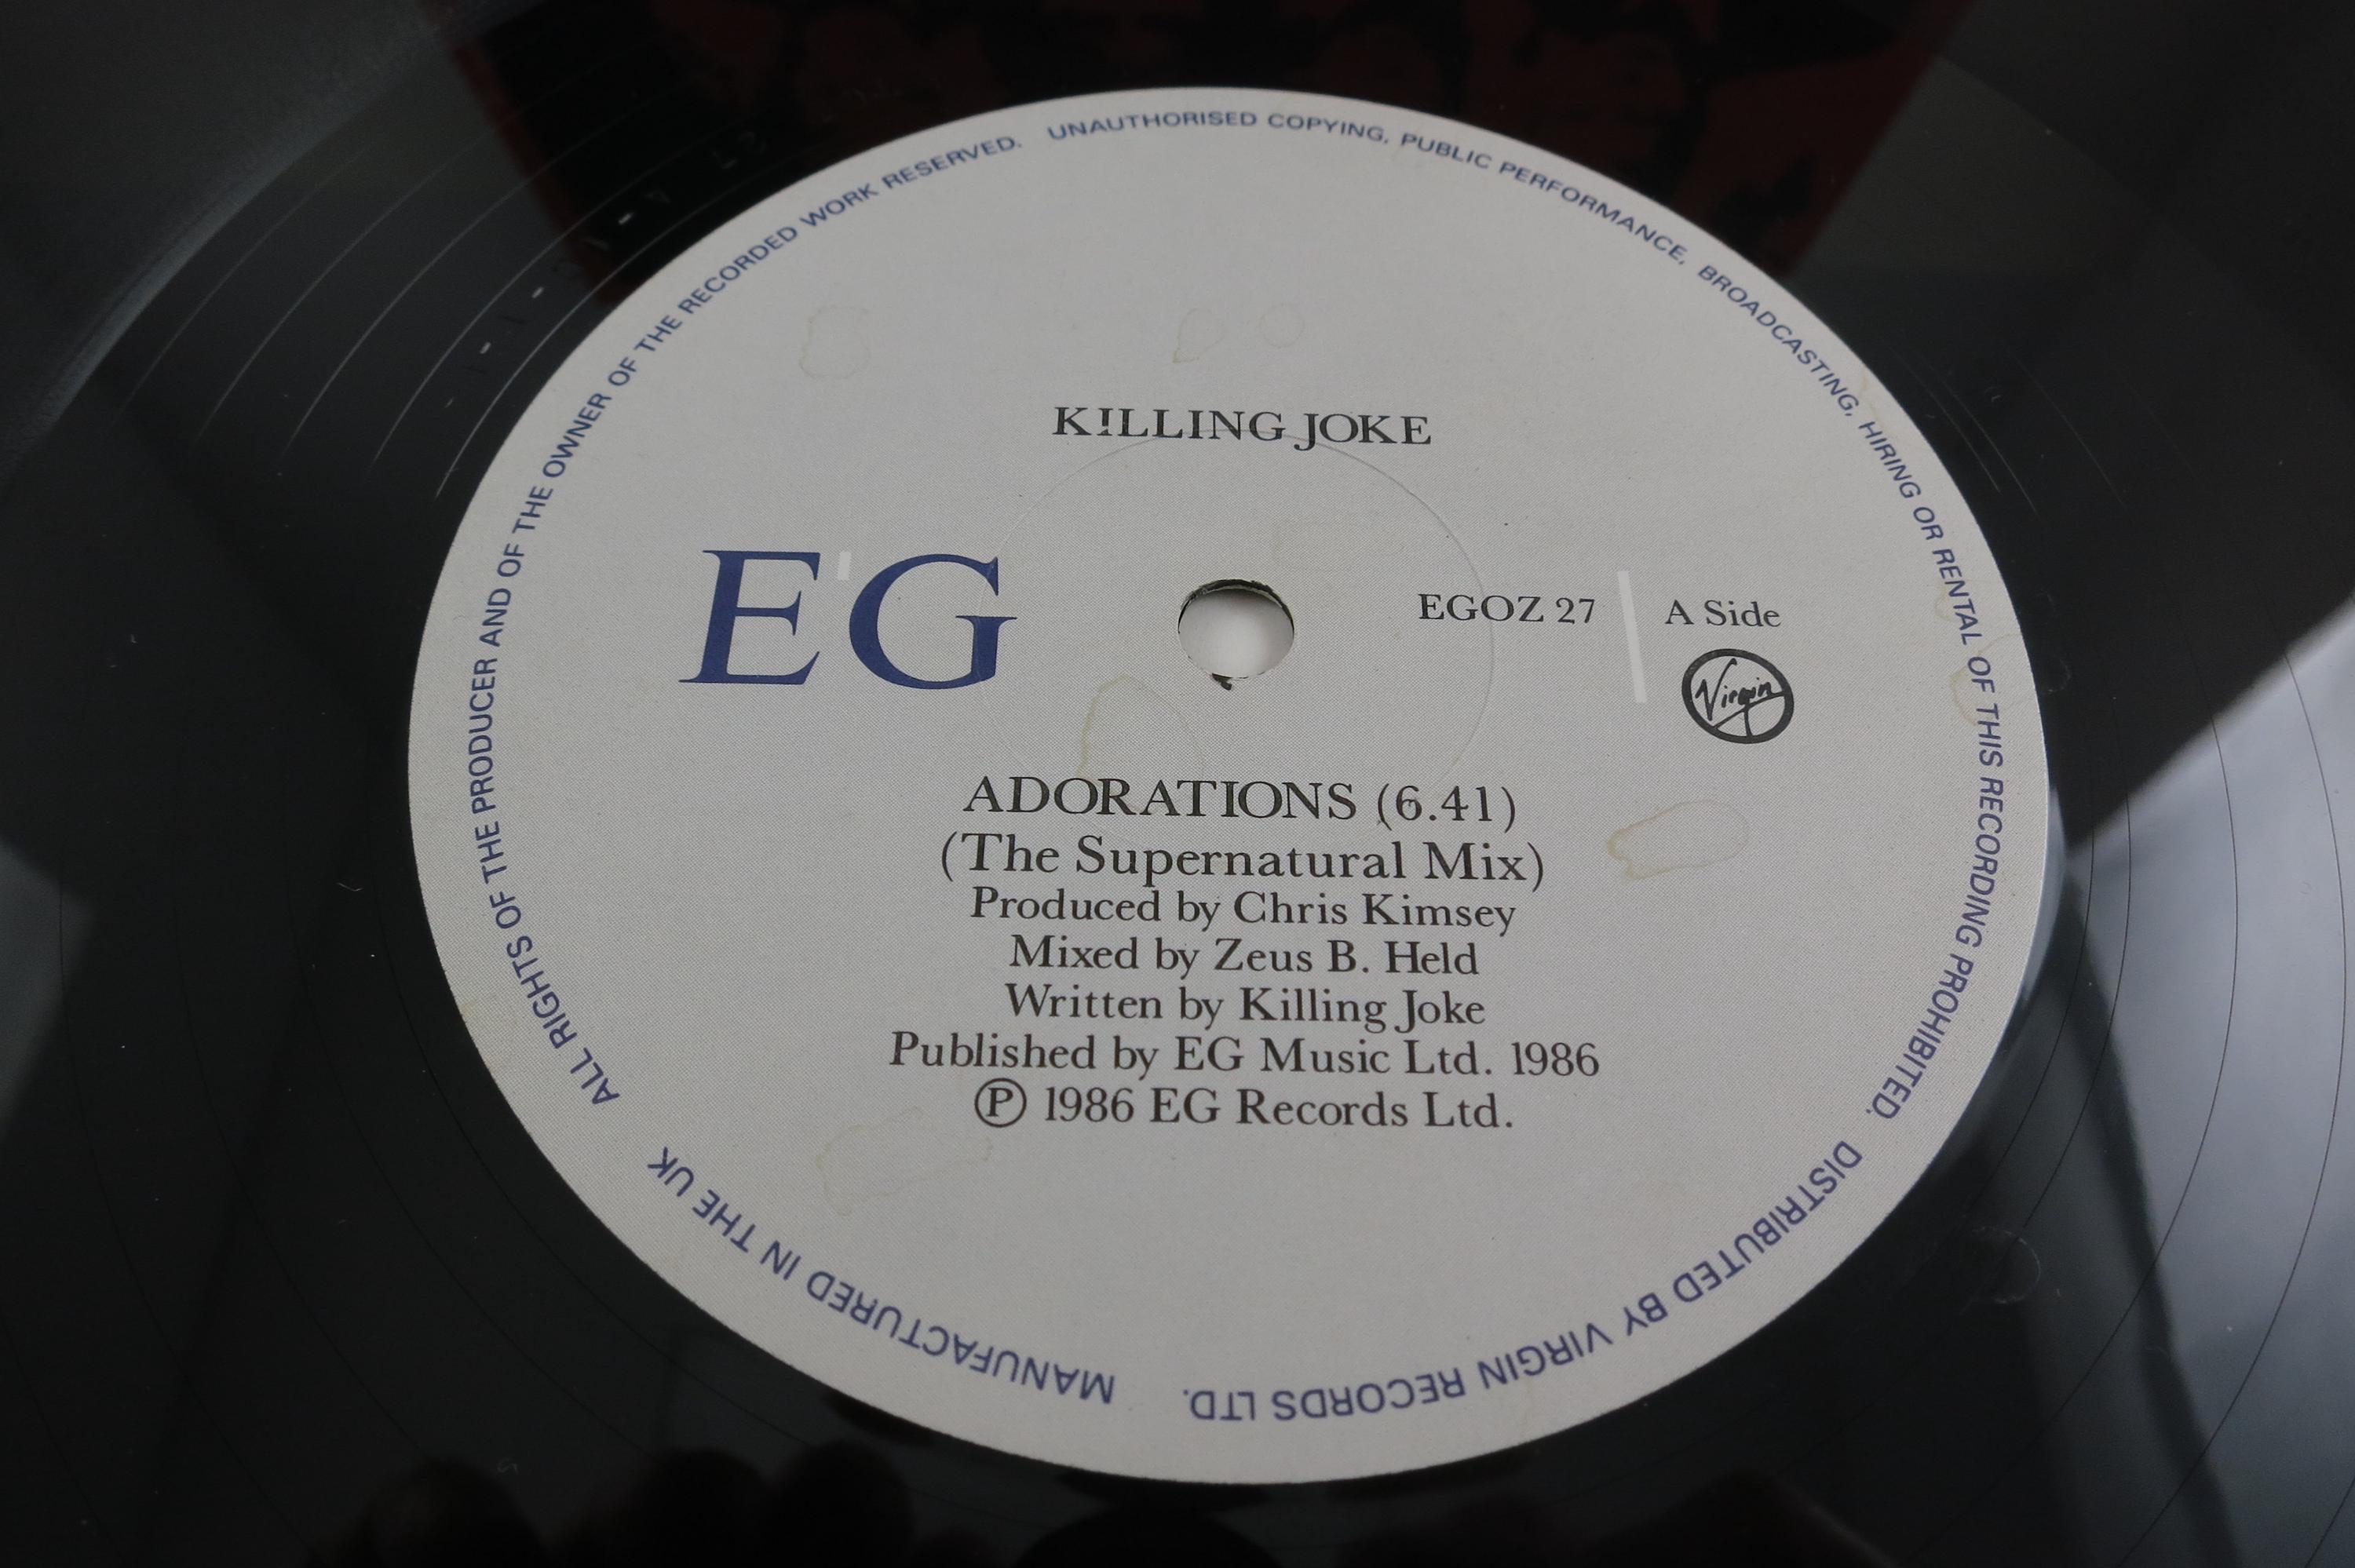 ALL RIGHTS OF THE PRODUCER AND OF THE OWNER OF THE RECORDED WORK RESERVED. UNAUTHORISED COPYING, PUBLIC PERFORMANCE, BROADCASTING, HIRING OR RENTAL OF THIS RECORDING PROHIBITED.
K!LLING JOKE
EG
EGOZ 27
A Side
Virgin
ADORATIONS (6.41)
(The Supernatural Mix)
Produced by Chris Kimsey
Mixed by Zeus B. Held
Written by Killing Joke
Published by EG Music Ltd. 1986
Ⓟ 1986 EG Records Ltd.
DISTRIBUTED BY VIRGIN RECORDS LTD.
MANUFACTURED IN THE UK